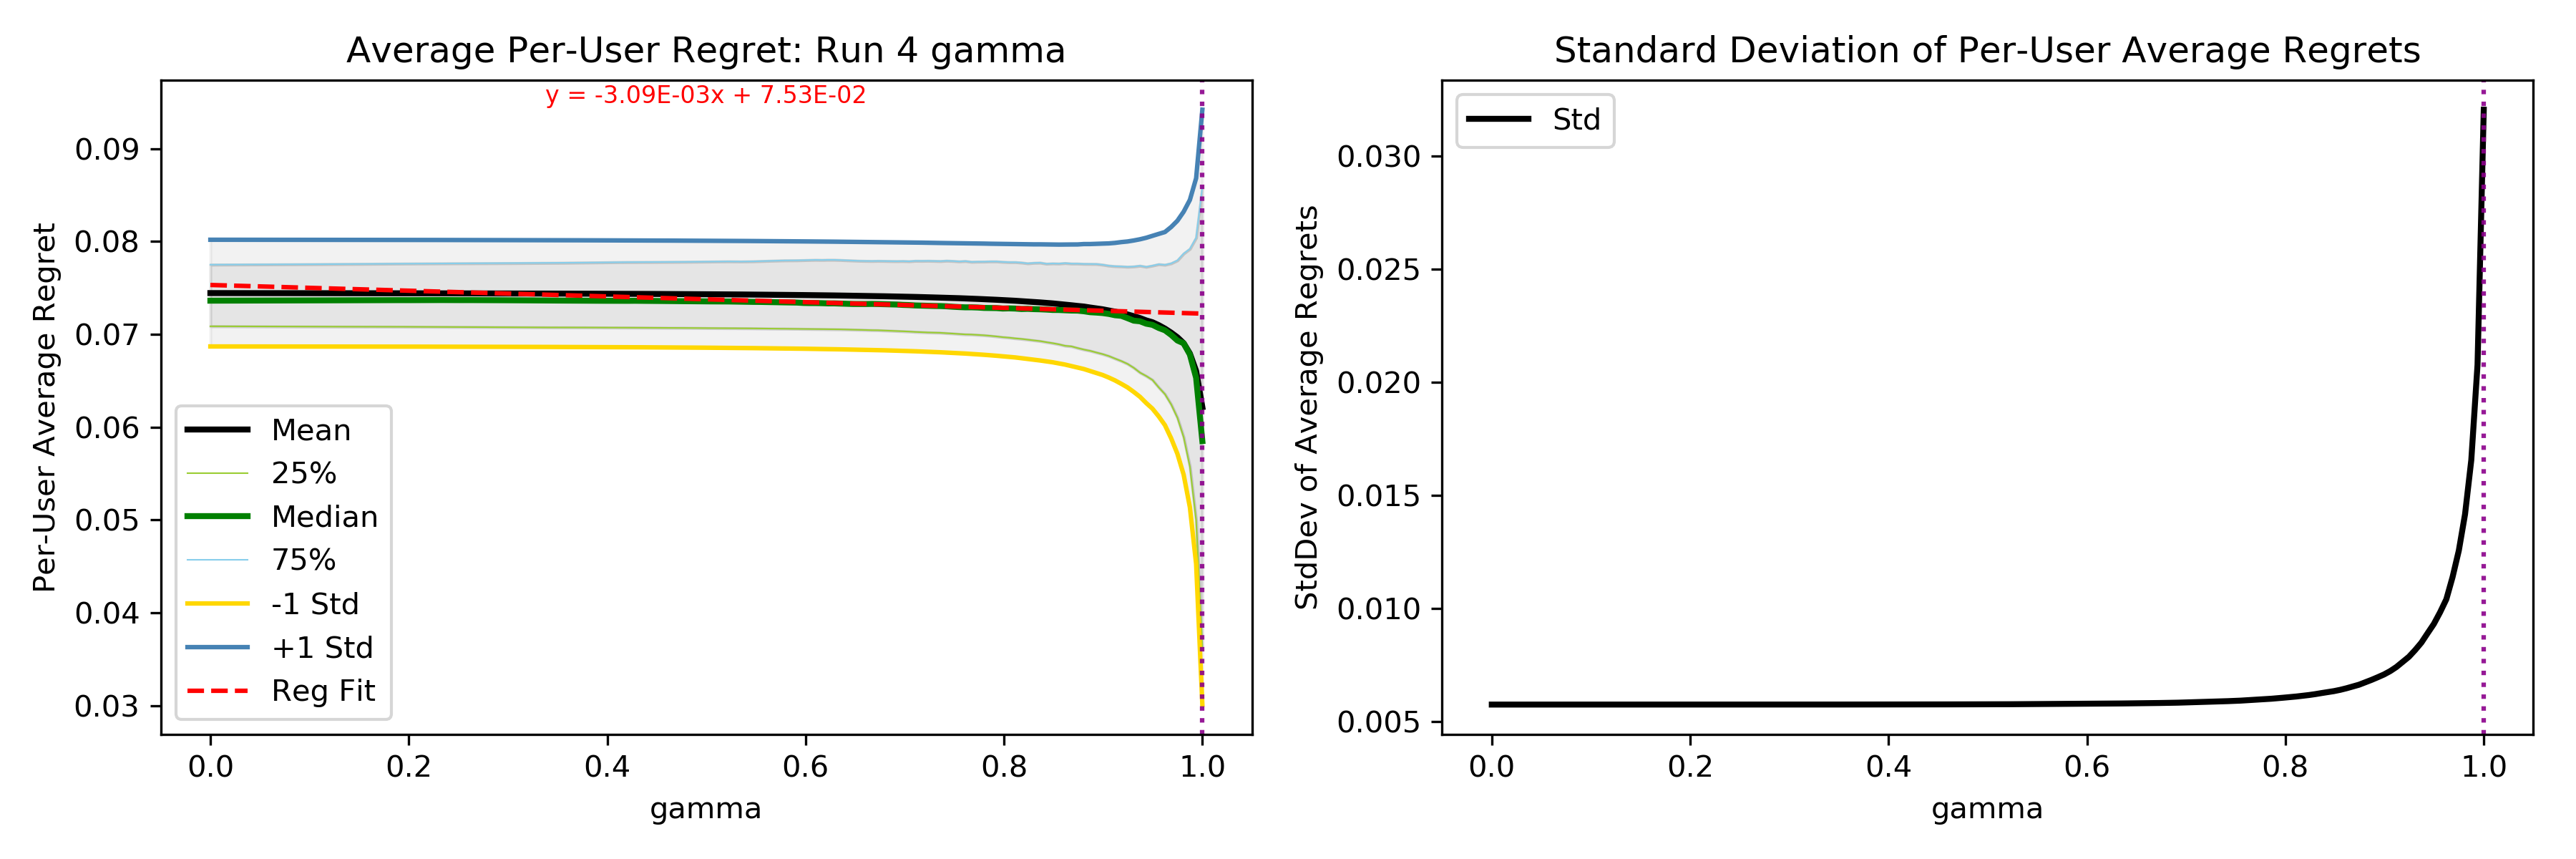 Average Per-User Regret: Run 4 gamma
y = -3.09E-03x + 7.53E-02
Per-User Average Regret
0.09
0.08
0.07
0.06
0.05
0.04
0.03
Mean
25%
Median
75%
-1 Std
+1 Std
Reg Fit
0.0 0.2 0.4 0.6 0.8 1.0
gamma
Standard Deviation of Per-User Average Regrets
Std
StdDev of Average Regrets
0.030
0.025
0.020
0.015
0.010
0.005
0.0 0.2 0.4 0.6 0.8 1.0
gamma